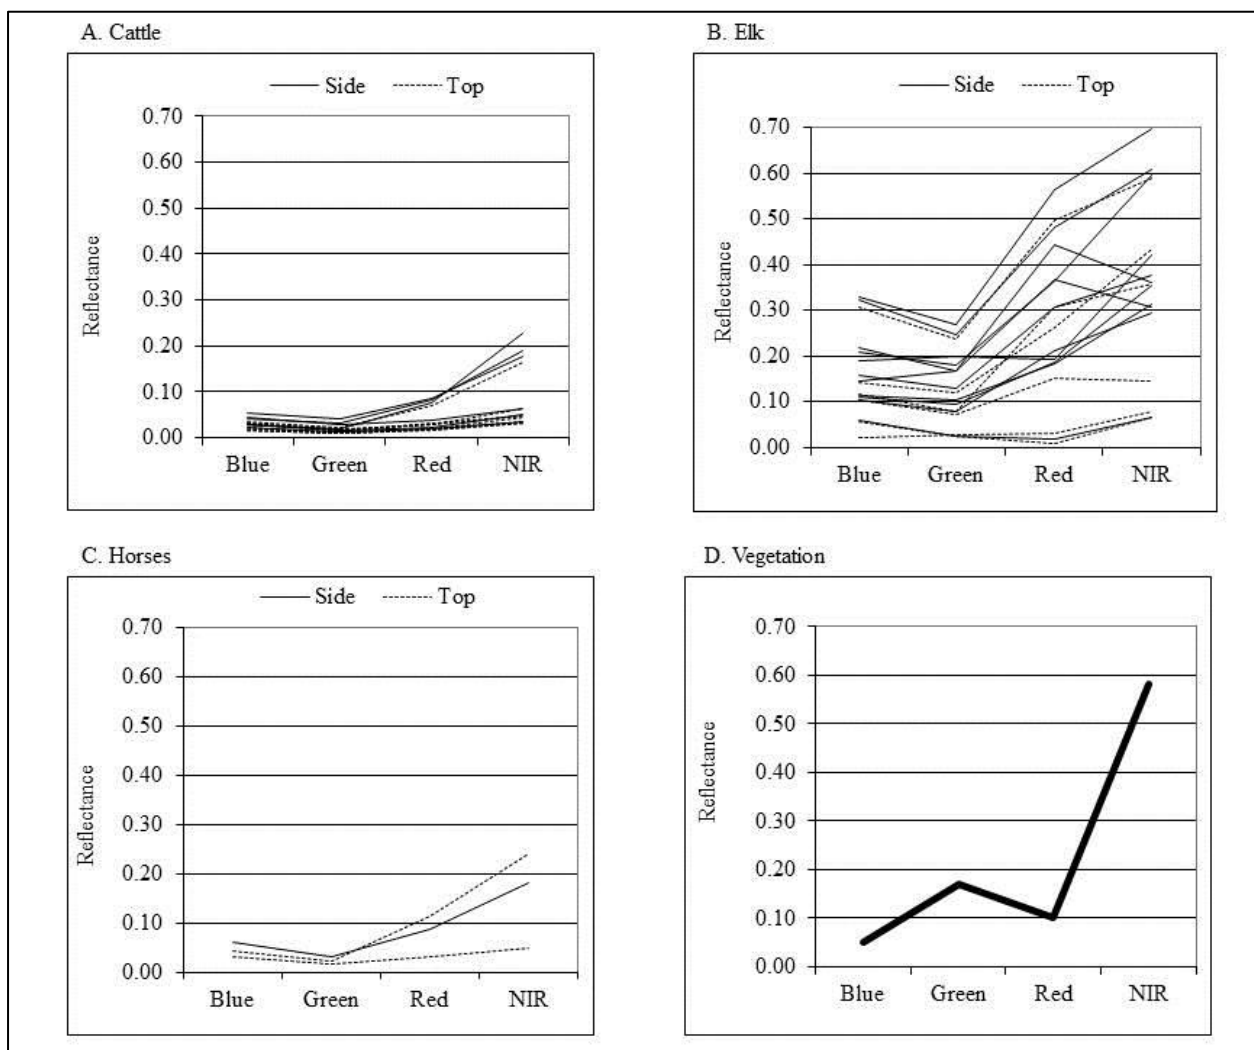 A. Cattle
Side
Top
0.70
0.60
0.50
0.40
0.30
0.20
0.10
0.00
Reflectance
Blue Green Red NIR
B. Elk
Side
Top
0.70
0.60
0.50
0.40
0.30
0.20
0.10
0.00
Reflectance
Blue Green Red NIR
C. Horses
Side
Top
0.70
0.60
0.50
0.40
0.30
0.20
0.10
0.00
Reflectance
Blue Green Red NIR
D. Vegetation
0.70
0.60
0.50
0.40
0.30
0.20
0.10
0.00
Reflectance
Blue Green Red NIR